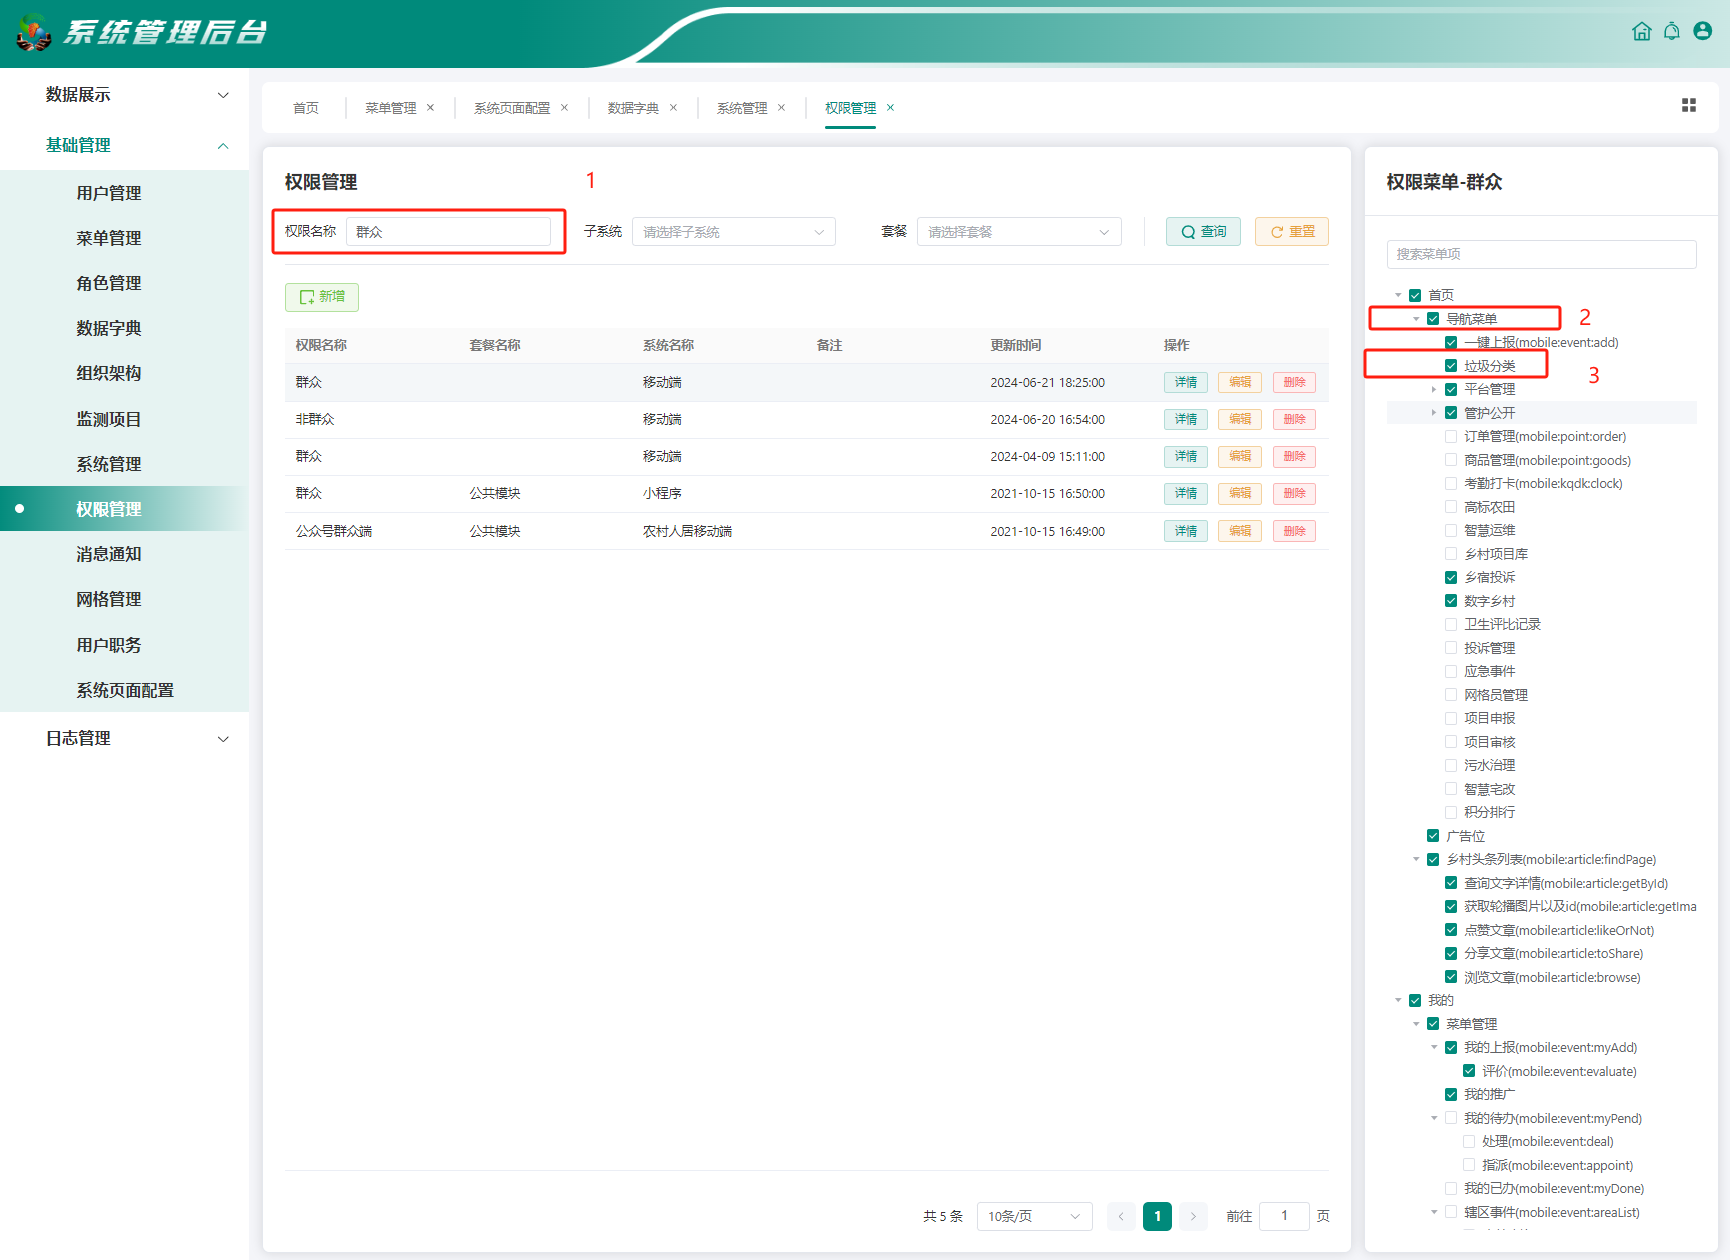 系统管理后台
数据展示
基础管理
用户管理
菜单管理
角色管理
数据字典
组织架构
监测项目
系统管理
权限管理
消息通知
网格管理
用户职务
系统页面配置
日志管理
首页 菜单管理 × 系统页面配置 × 数据字典 × 系统管理 × 权限管理 ×
权限管理 1
权限名称 群众 子系统 请选择子系统 套餐 请选择套餐 查询 重置
新增
权限名称 套餐名称 系统名称 备注 更新时间 操作
群众 移动端 2024-06-21 18:25:00 详情 编辑 删除
非群众 移动端 2024-06-20 16:54:00 详情 编辑 删除
群众 移动端 2024-04-09 15:11:00 详情 编辑 删除
群众 公共模块 小程序 2021-10-15 16:50:00 详情 编辑 删除
公众号群众端 公共模块 农村人居移动端 2021-10-15 16:49:00 详情 编辑 删除
共 5 条 10条/页 1 前往 1 页
权限菜单-群众
搜索菜单项
首页
导航菜单 2
一键上报(mobile:event:add)
垃圾分类 3
平台管理
管护公开
订单管理(mobile:point:order)
商品管理(mobile:point:goods)
考勤打卡(mobile:kqdk:clock)
高标农田
智慧运维
乡村项目库
乡宿投诉
数字乡村
卫生评比记录
投诉管理
应急事件
网格员管理
项目申报
项目审核
污水治理
智慧宅改
积分排行
广告位
乡村头条列表(mobile:article:findPage)
查询文字详情(mobile:article:getById)
获取轮播图片以及id(mobile:article:getIma
点赞文章(mobile:article:likeOrNot)
分享文章(mobile:article:toShare)
浏览文章(mobile:article:browse)
我的
菜单管理
我的上报(mobile:event:myAdd)
评价(mobile:event:evaluate)
我的推广
我的待办(mobile:event:myPend)
处理(mobile:event:deal)
指派(mobile:event:appoint)
我的已办(mobile:event:myDone)
辖区事件(mobile:event:areaList)